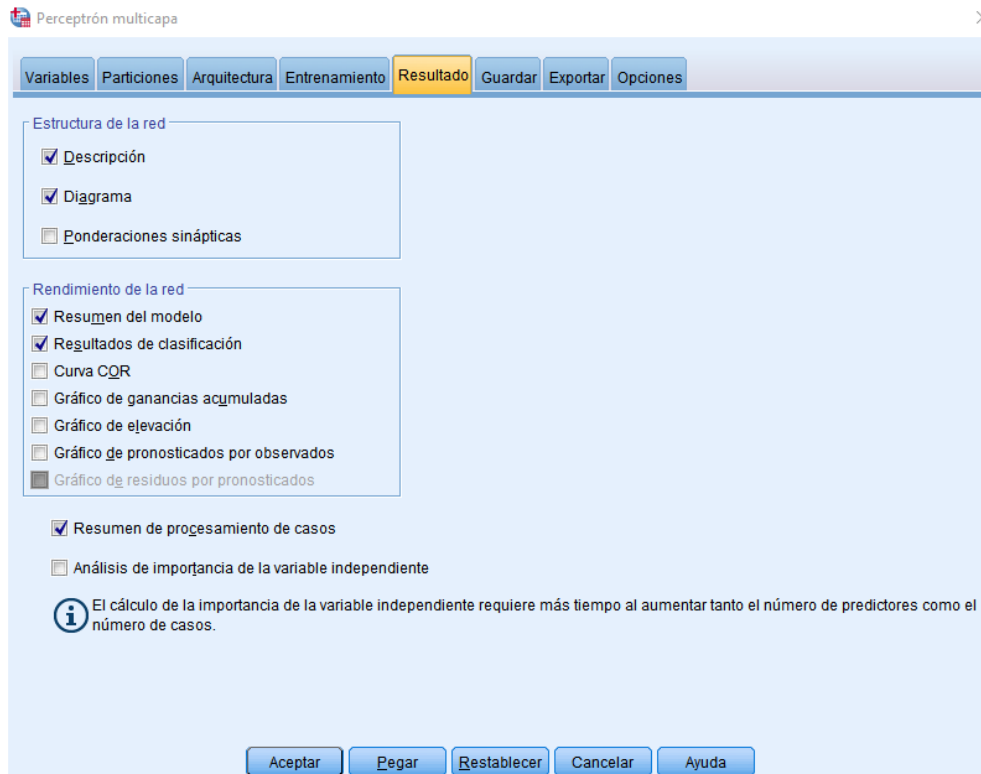 Perceptrón multicapa
Variables Particiones Arquitectura Entrenamiento Resultado Guardar Exportar Opciones
Estructura de la red
Descripción
Diagrama
Ponderaciones sinápticas
Rendimiento de la red
Resumen del modelo
Resultados de clasificación
Curva COR
Gráfico de ganancias acumuladas
Gráfico de elevación
Gráfico de pronosticados por observados
Gráfico de residuos por pronosticados
Resumen de procesamiento de casos
Análisis de importancia de la variable independiente
El cálculo de la importancia de la variable independiente requiere más tiempo al aumentar tanto el número de predictores como el
número de casos.
Aceptar Pegar Restablecer Cancelar Ayuda